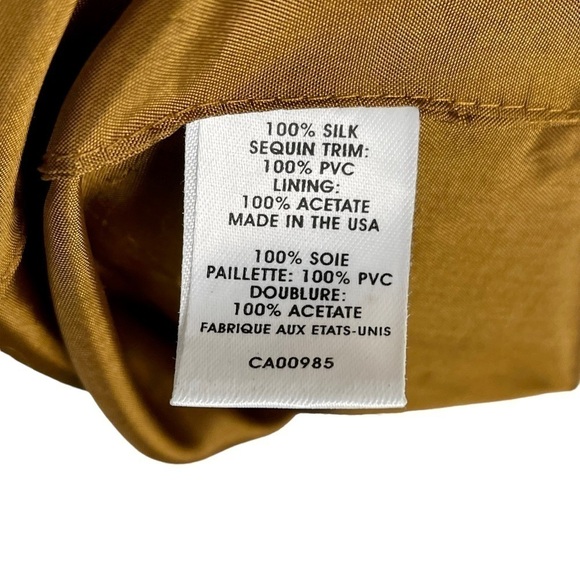 100% SILK
SEQUIN TRIM:
100% PVC
LINING:
100% ACETATE
MADE IN THE USA
100% SOIE
PAILLETTE: 100% PVC
DOUBLURE:
100% ACETATE
FABRIQUE AUX ETATS-UNIS
CA00985